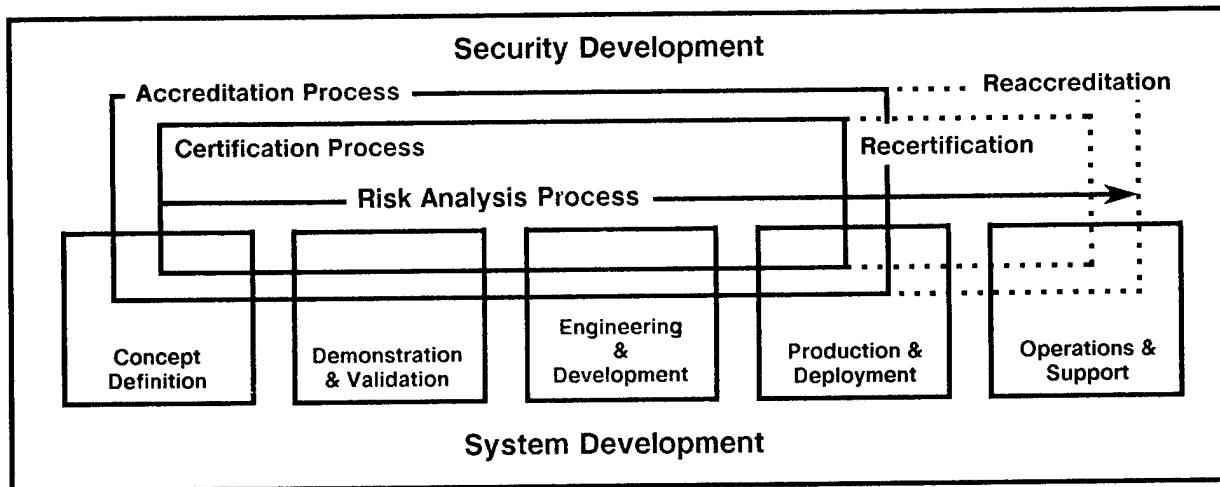 Security Development
Accreditation Process
Reaccreditation
Certification Process
Recertification
Risk Analysis Process
Concept
Definition
Demonstration
& Validation
Engineering
&
Development
Production &
Deployment
Operations &
Support
System Development